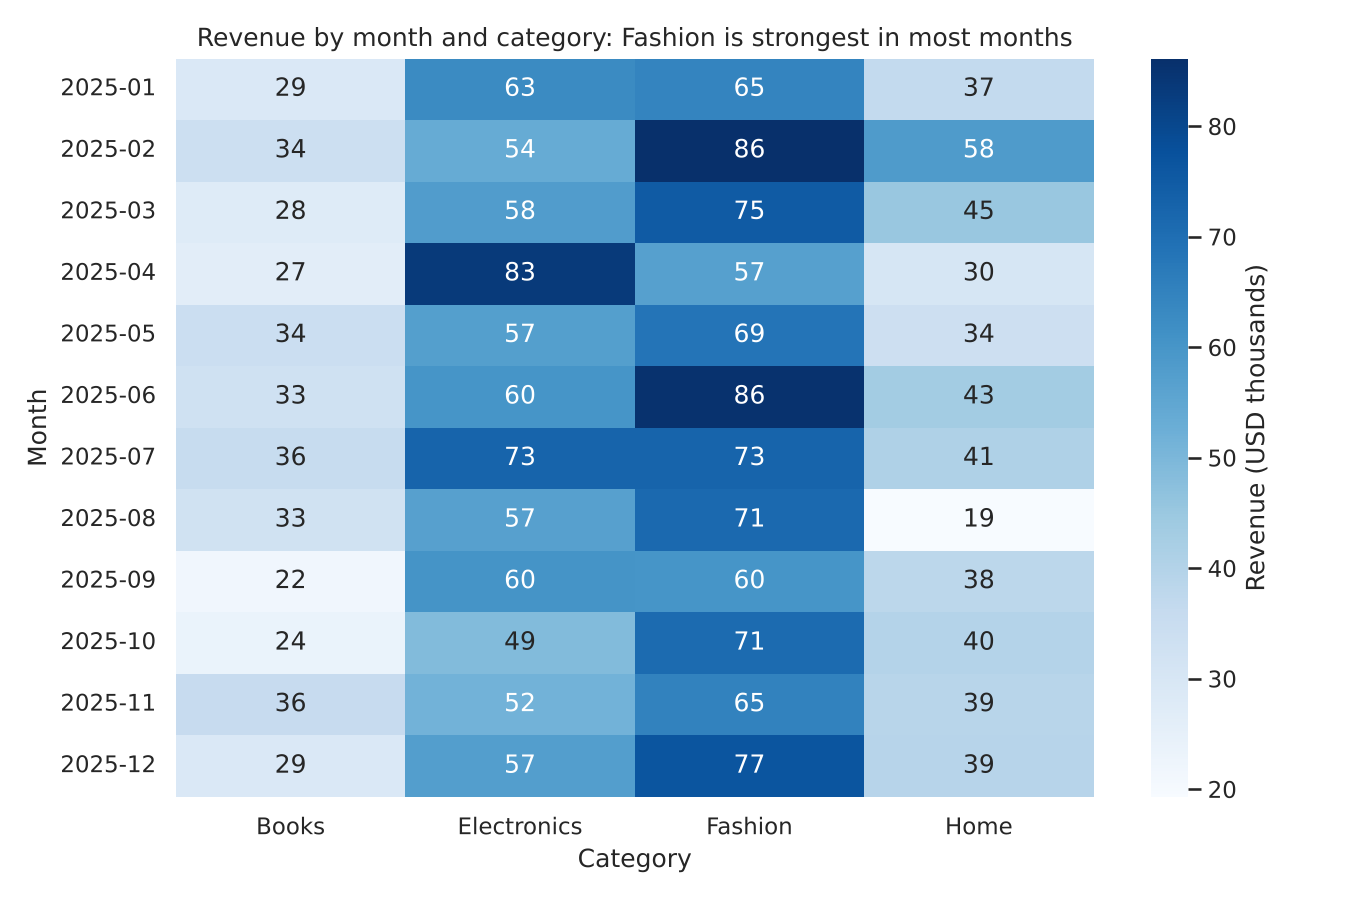 Revenue by month and category: Fashion is strongest in most months
2025-01 29 63 65 37
2025-02 34 54 86 58
2025-03 28 58 75 45
2025-04 27 83 57 30
2025-05 34 57 69 34
2025-06 33 60 86 43
2025-07 36 73 73 41
2025-08 33 57 71 19
2025-09 22 60 60 38
2025-10 24 49 71 40
2025-11 36 52 65 39
2025-12 29 57 77 39
Month
Books Electronics Fashion Home
Category
80
70
60
50
40
30
20
Revenue (USD thousands)